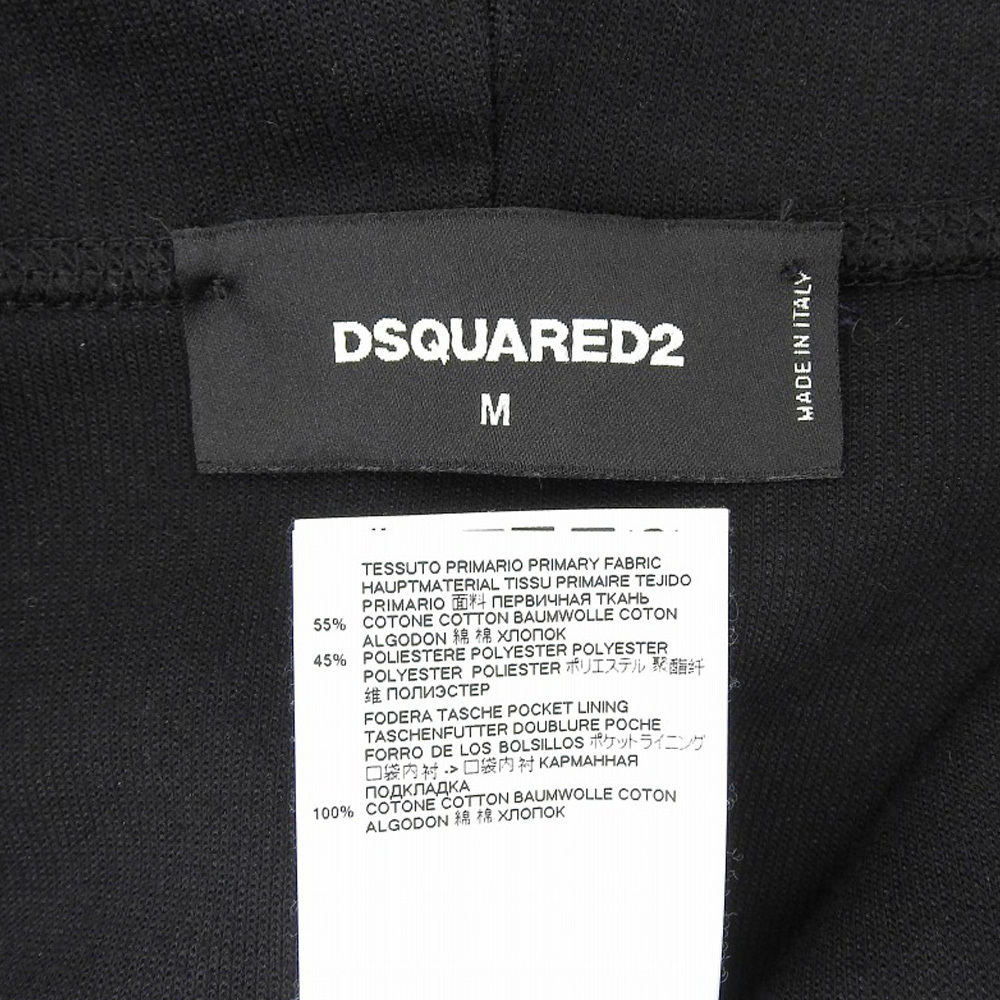 DSQUARED2
M
MADE IN ITALY
TESSUTO PRIMARIO PRIMARY FABRIC
HAUPTMATERIAL TISSU PRIMAIRE TEJIDO
PRIMARIO 面料 ПЕРВИЧНАЯ ТКАНЬ
55% COTONE COTTON BAUMWOLLE COTON
ALGODON 綿 棉 ХЛОПОК
45% POLIESTERE POLYESTER POLYESTER
POLYESTER POLIESTER ポリエステル 聚酯纤
维 ПОЛИЭСТЕР
FODERA TASCHE POCKET LINING
TASCHENFUTTER DOUBLURE POCHE
FORRO DE LOS BOLSILLOS ポケットライニング
口袋内衬 -> 口袋内衬 КАРМАННАЯ
ПОДКЛАДКА
100% COTONE COTTON BAUMWOLLE COTON
ALGODON 綿 棉 ХЛОПОК